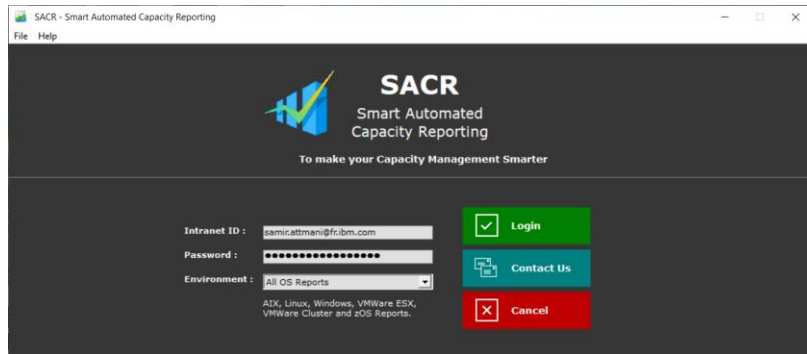 SACR - Smart Automated Capacity Reporting
File Help
SACR
Smart Automated
Capacity Reporting
To make your Capacity Management Smarter
Intranet ID :
samir.attmani@fr.ibm.com
Login
Password :
●●●●●●●●●●●●●●●●●
Contact Us
Environment :
All OS Reports
AIX, Linux, Windows, VMWare ESX,
VMWare Cluster and zOS Reports.
Cancel